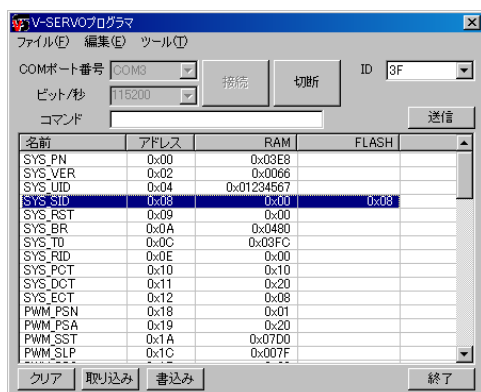 V-SERVOプログラマ
ファイル(F) 編集(E) ツール(T)
COMポート番号 COM3 接続 切断 ID 3F
ビット/秒 115200
コマンド 送信
名前 アドレス RAM FLASH
SYS_PN 0x00 0x03E8
SYS_VER 0x02 0x0066
SYS_UID 0x04 0x01234567
SYS_SID 0x08 0x00 0x08
SYS_RST 0x09 0x00
SYS_BR 0x0A 0x0480
SYS_TO 0x0C 0x03FC
SYS_RID 0x0E 0x00
SYS_PCT 0x10 0x10
SYS_DCT 0x11 0x20
SYS_ECT 0x12 0x08
PWM_PSN 0x18 0x01
PWM_PSA 0x19 0x20
PWM_SST 0x1A 0x07D0
PWM_SLP 0x1C 0x007F
クリア 取り込み 書込み 終了